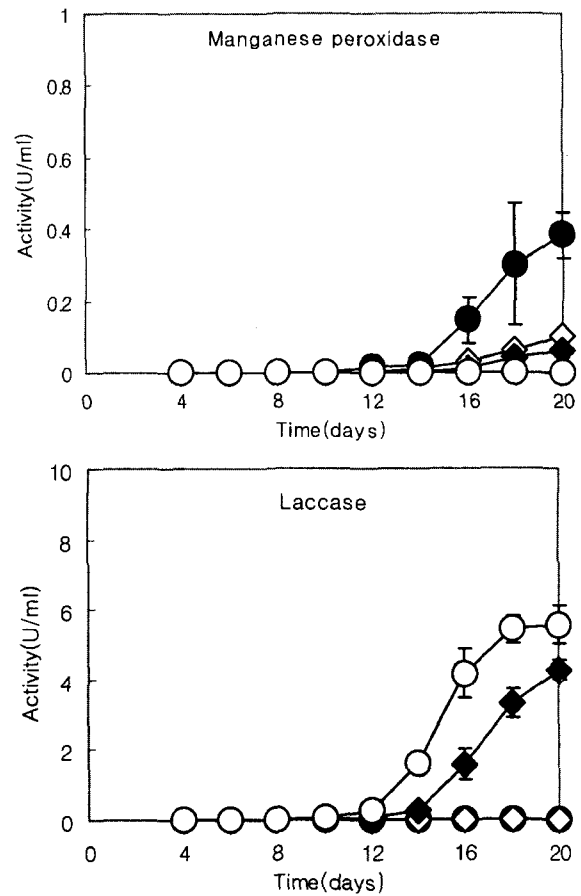 Manganese peroxidase
1
0.8
0.6
0.4
0.2
0
Activity(U/ml)
0 4 8 12 16 20
Time(days)
Laccase
10
8
6
4
2
0
Activity(U/ml)
0 4 8 12 16 20
Time(days)